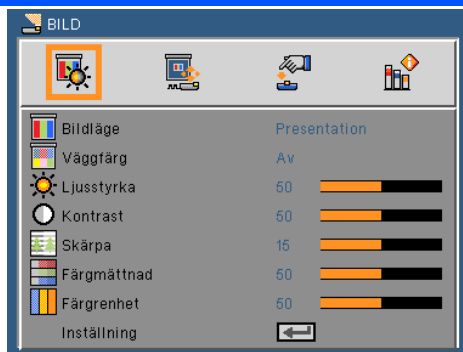 BILD
Bildläge Presentation
Väggfärg Av
Ljusstyrka 50
Kontrast 50
Skärpa 15
Färgmättnad 50
Färgrenhet 50
Inställning